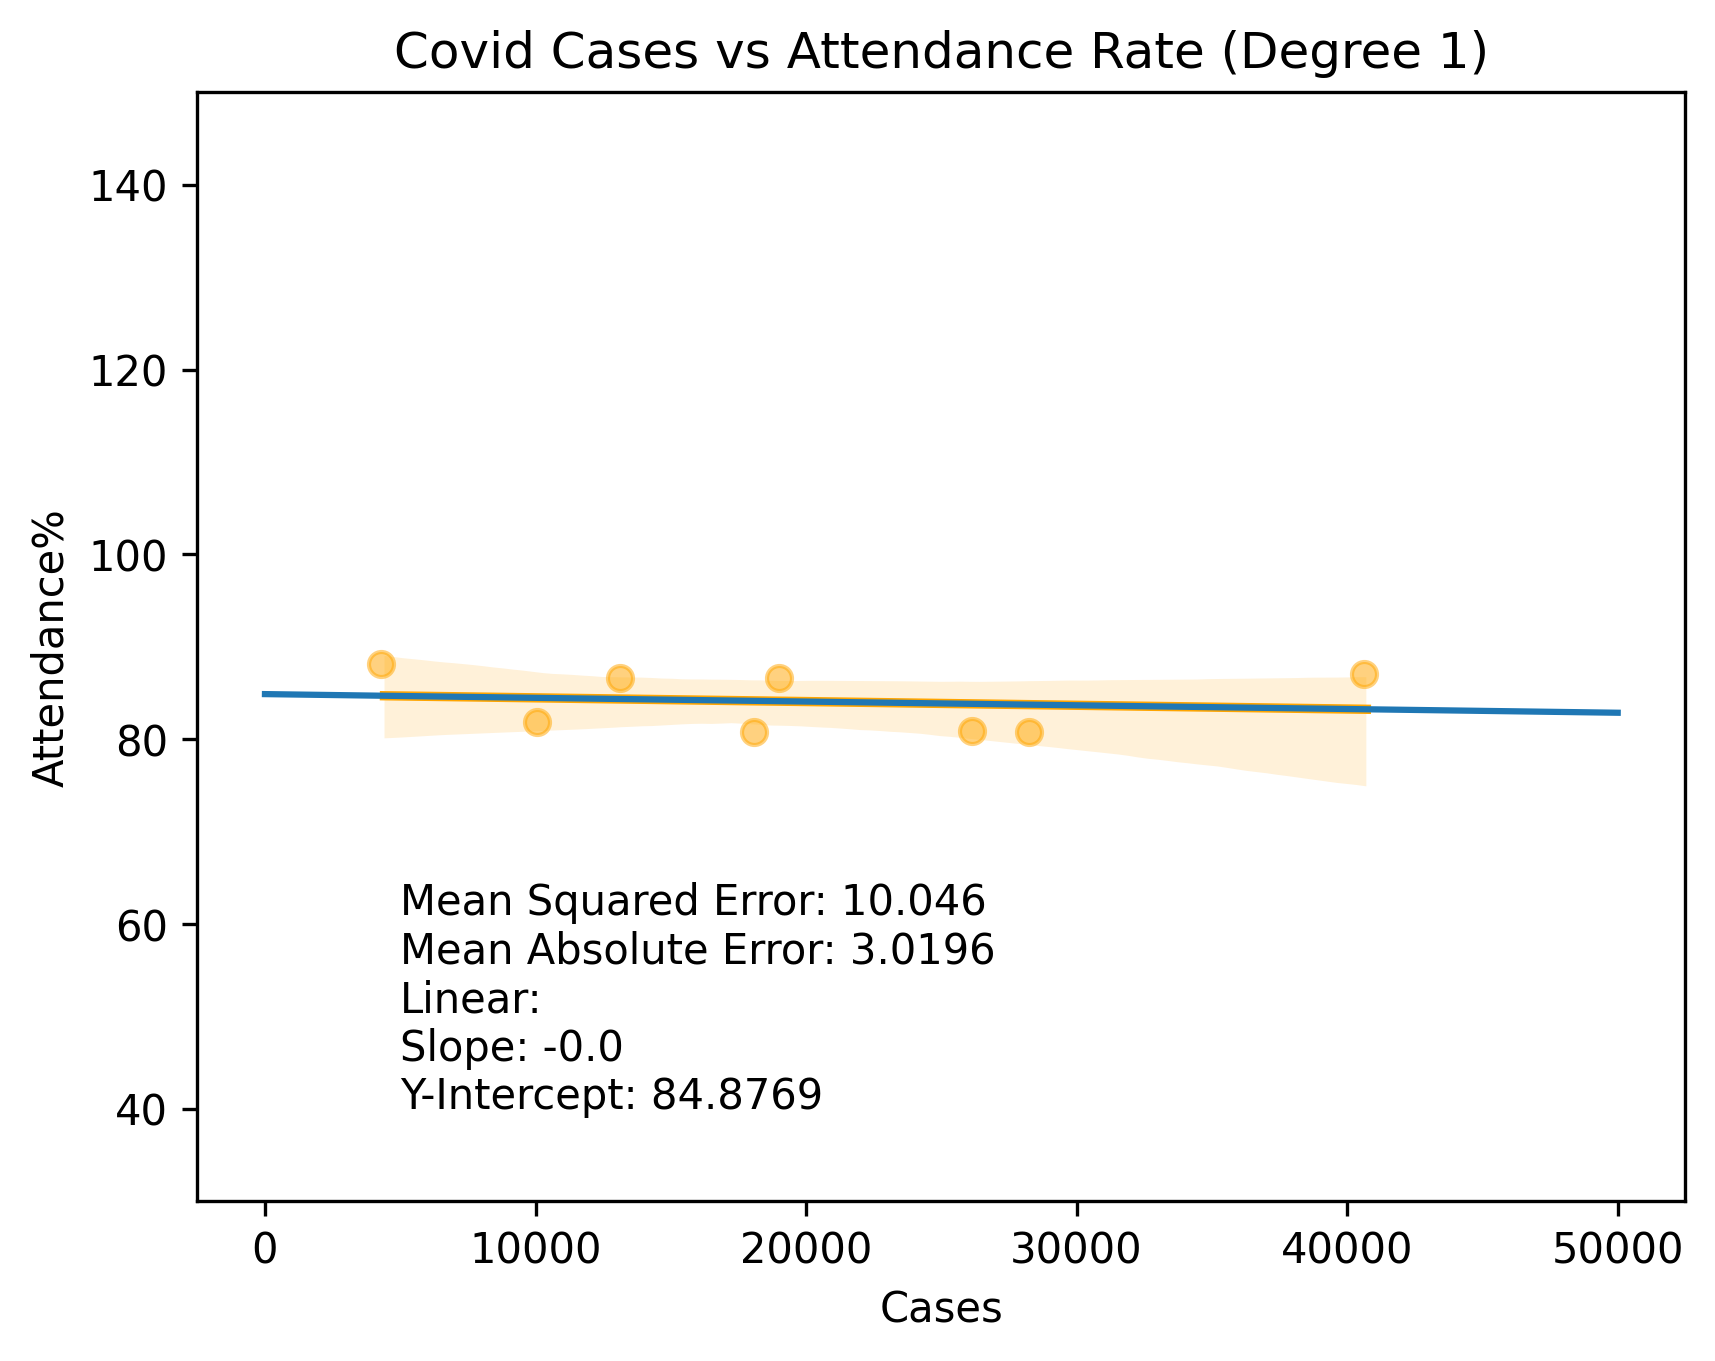 Covid Cases vs Attendance Rate (Degree 1)
140
120
100
80
60
40
Attendance%
Mean Squared Error: 10.046
Mean Absolute Error: 3.0196
Linear:
Slope: -0.0
Y-Intercept: 84.8769
0 10000 20000 30000 40000 50000
Cases